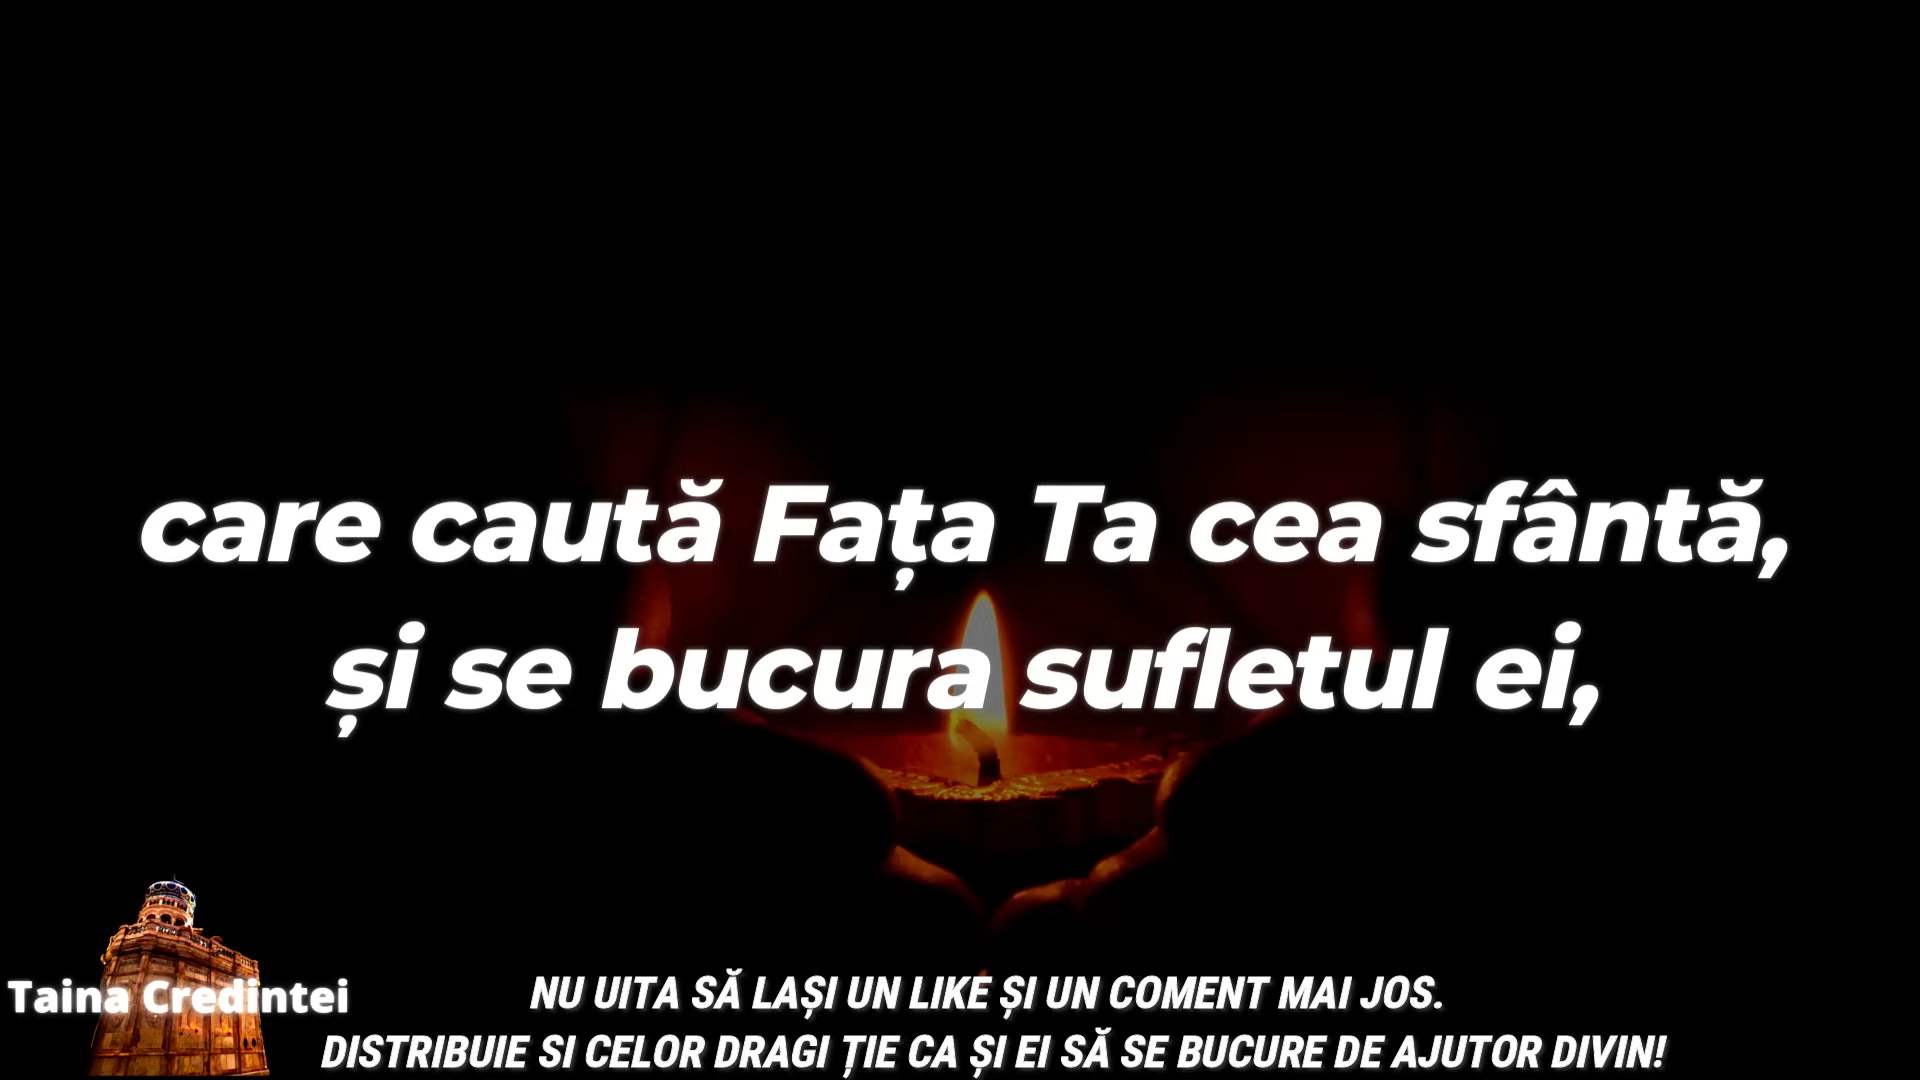 care caută Fața Ta cea sfântă,
și se bucura sufletul ei,
Taina Credintei
NU UITA SĂ LAȘI UN LIKE ȘI UN COMENT MAI JOS.
DISTRIBUIE SI CELOR DRAGI ȚIE CA ȘI EI SĂ SE BUCURE DE AJUTOR DIVIN!